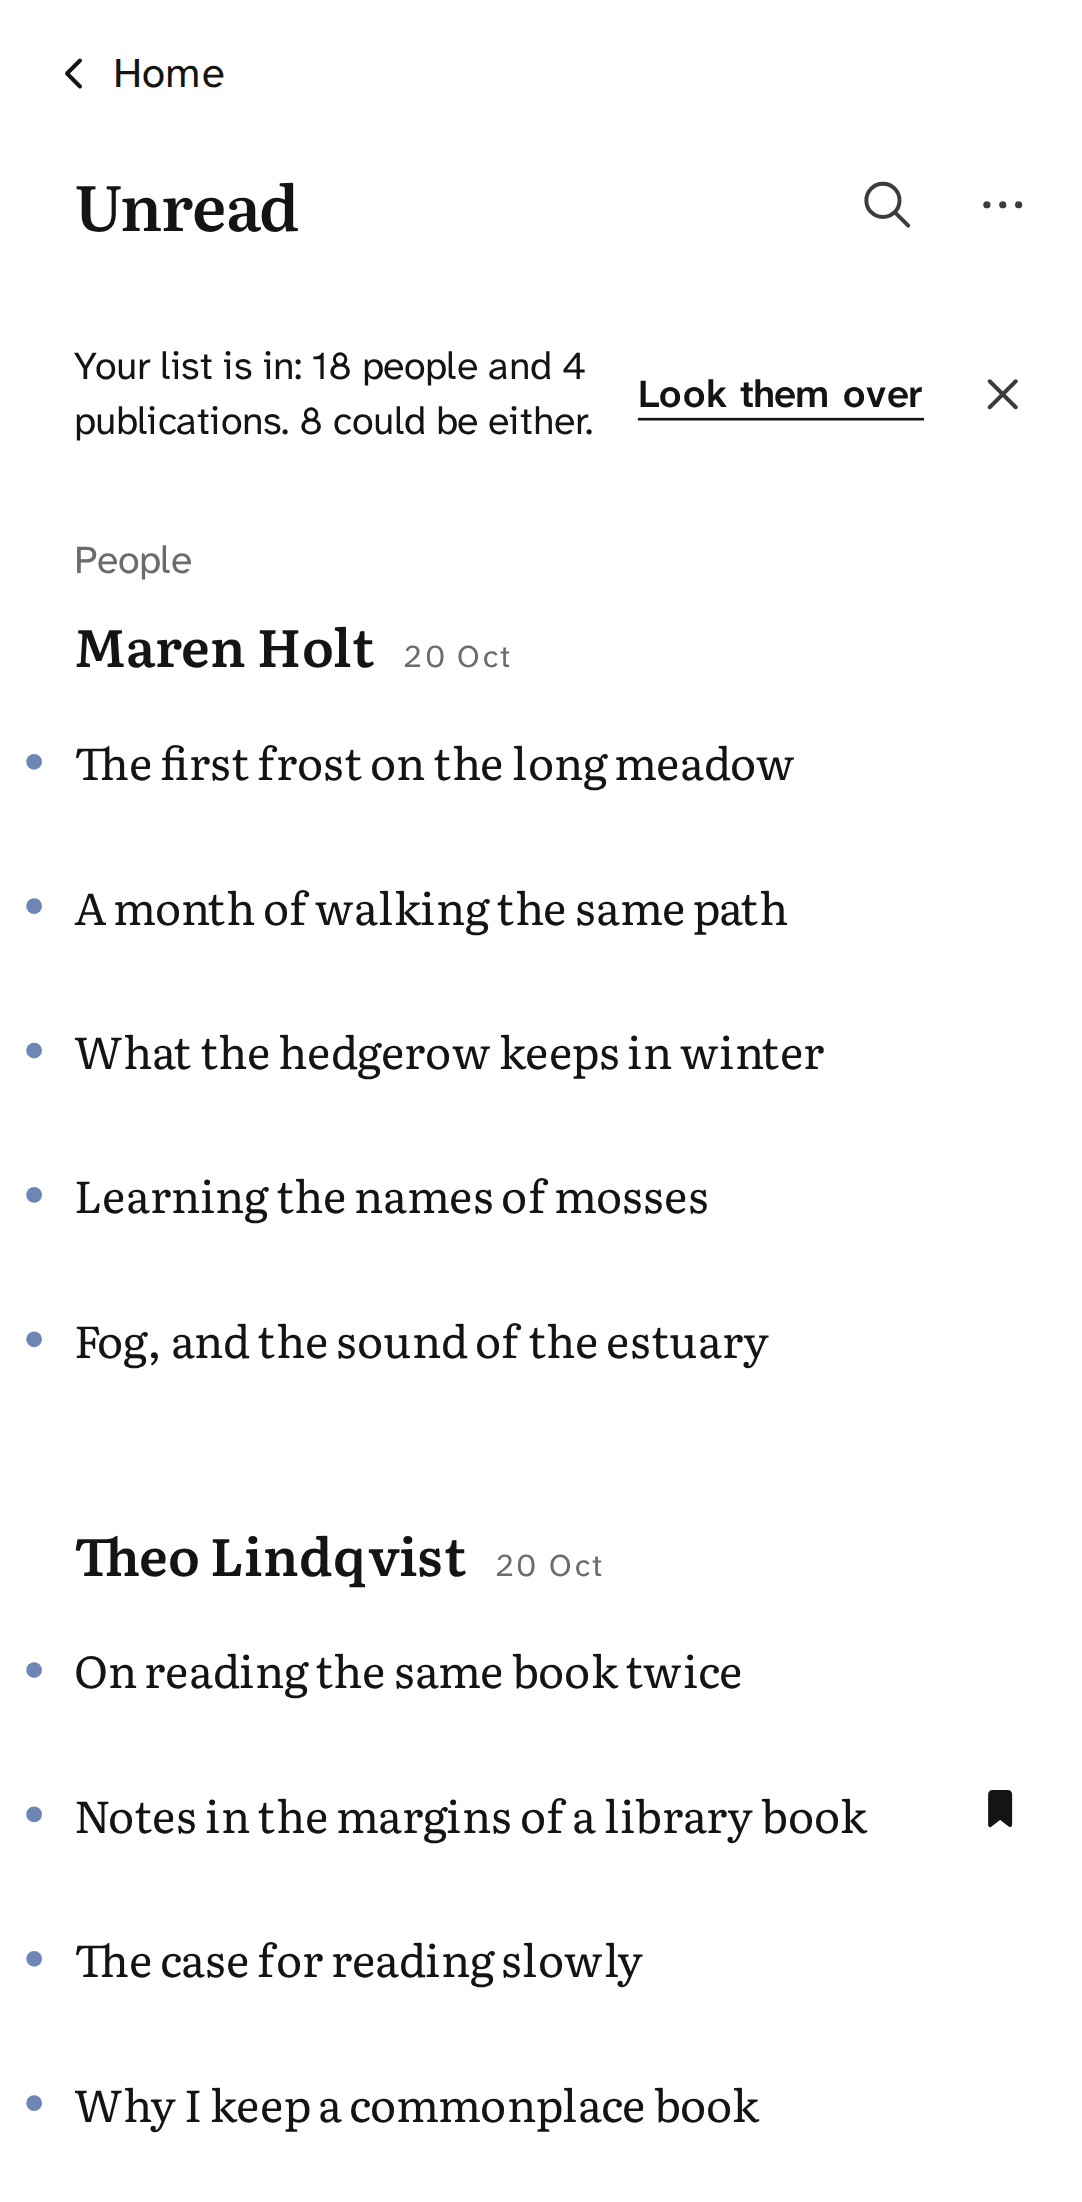 Home
Unread
Your list is in: 18 people and 4
publications. 8 could be either.
Look them over
People
Maren Holt 20 Oct
The first frost on the long meadow
A month of walking the same path
What the hedgerow keeps in winter
Learning the names of mosses
Fog, and the sound of the estuary
Theo Lindqvist 20 Oct
On reading the same book twice
Notes in the margins of a library book
The case for reading slowly
Why I keep a commonplace book